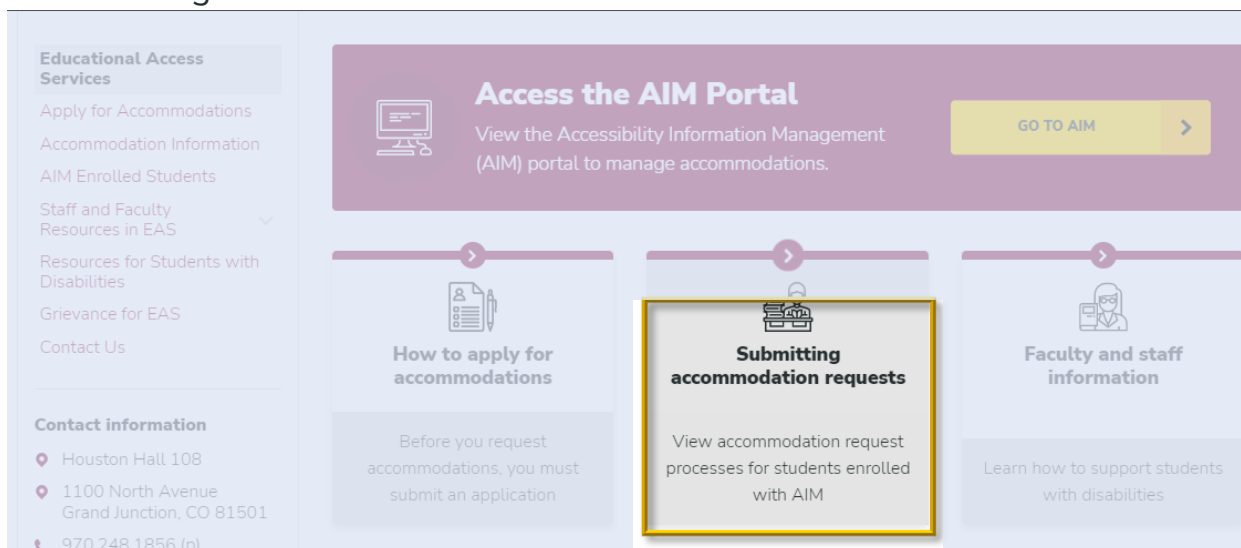 Educational Access
Services
Apply for Accommodations
Accommodation Information
AIM Enrolled Students
Staff and Faculty
Resources in EAS
Resources for Students with
Disabilities
Grievance for EAS
Contact Us
Contact information
Houston Hall 108
1100 North Avenue
Grand Junction, CO 81501
970.248.1856 (p)
Access the AIM Portal
View the Accessibility Information Management
(AIM) portal to manage accommodations.
GO TO AIM
How to apply for
accommodations
Before you request
accommodations, you must
submit an application
Submitting
accommodation requests
View accommodation request
processes for students enrolled
with AIM
Faculty and staff
information
Learn how to support students
with disabilities